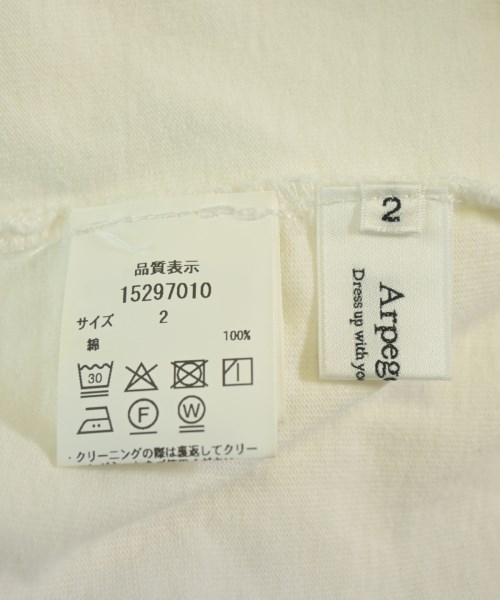 品質表示
15297010
サイズ 2
綿 100%
30
F
W
・クリーニングの際は裏返してクリー
2
Arpeg
Dress up with yo